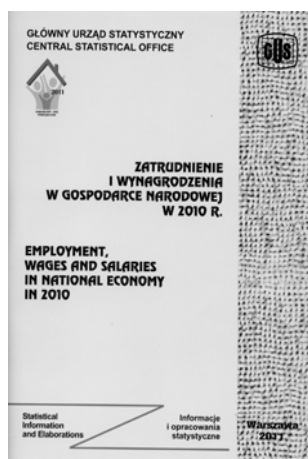 GŁÓWNY URZĄD STATYSTYCZNY
CENTRAL STATISTICAL OFFICE
GUS
2011
ZATRUDNIENIE
I WYNAGRODZENIA
W GOSPODARCE NARODOWEJ
W 2010 R.
EMPLOYMENT,
WAGES AND SALARIES
IN NATIONAL ECONOMY
IN 2010
Statistical
Information
and Elaborations
Informacje
i opracowania
statystyczne
Warszawa
2011